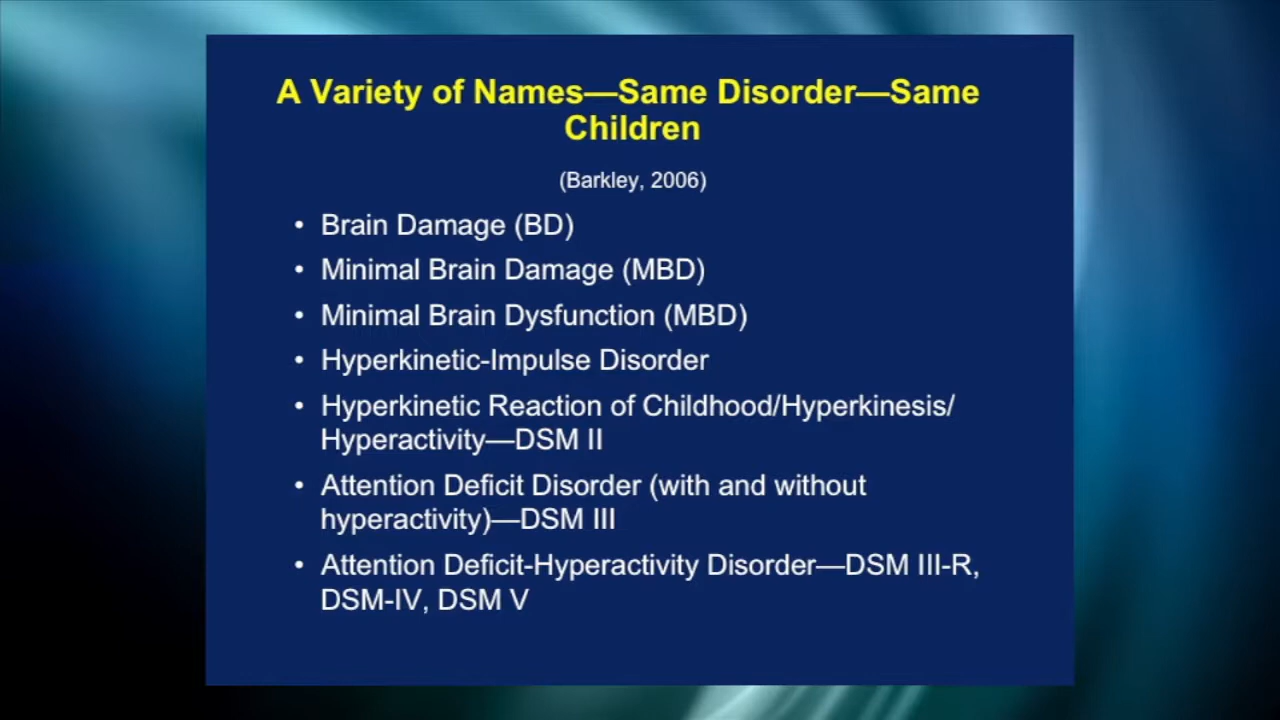 A Variety of Names—Same Disorder—Same
Children
(Barkley, 2006)
• Brain Damage (BD)
• Minimal Brain Damage (MBD)
• Minimal Brain Dysfunction (MBD)
• Hyperkinetic-Impulse Disorder
• Hyperkinetic Reaction of Childhood/Hyperkinesis/
Hyperactivity—DSM II
• Attention Deficit Disorder (with and without
hyperactivity)—DSM III
• Attention Deficit-Hyperactivity Disorder—DSM III-R,
DSM-IV, DSM V